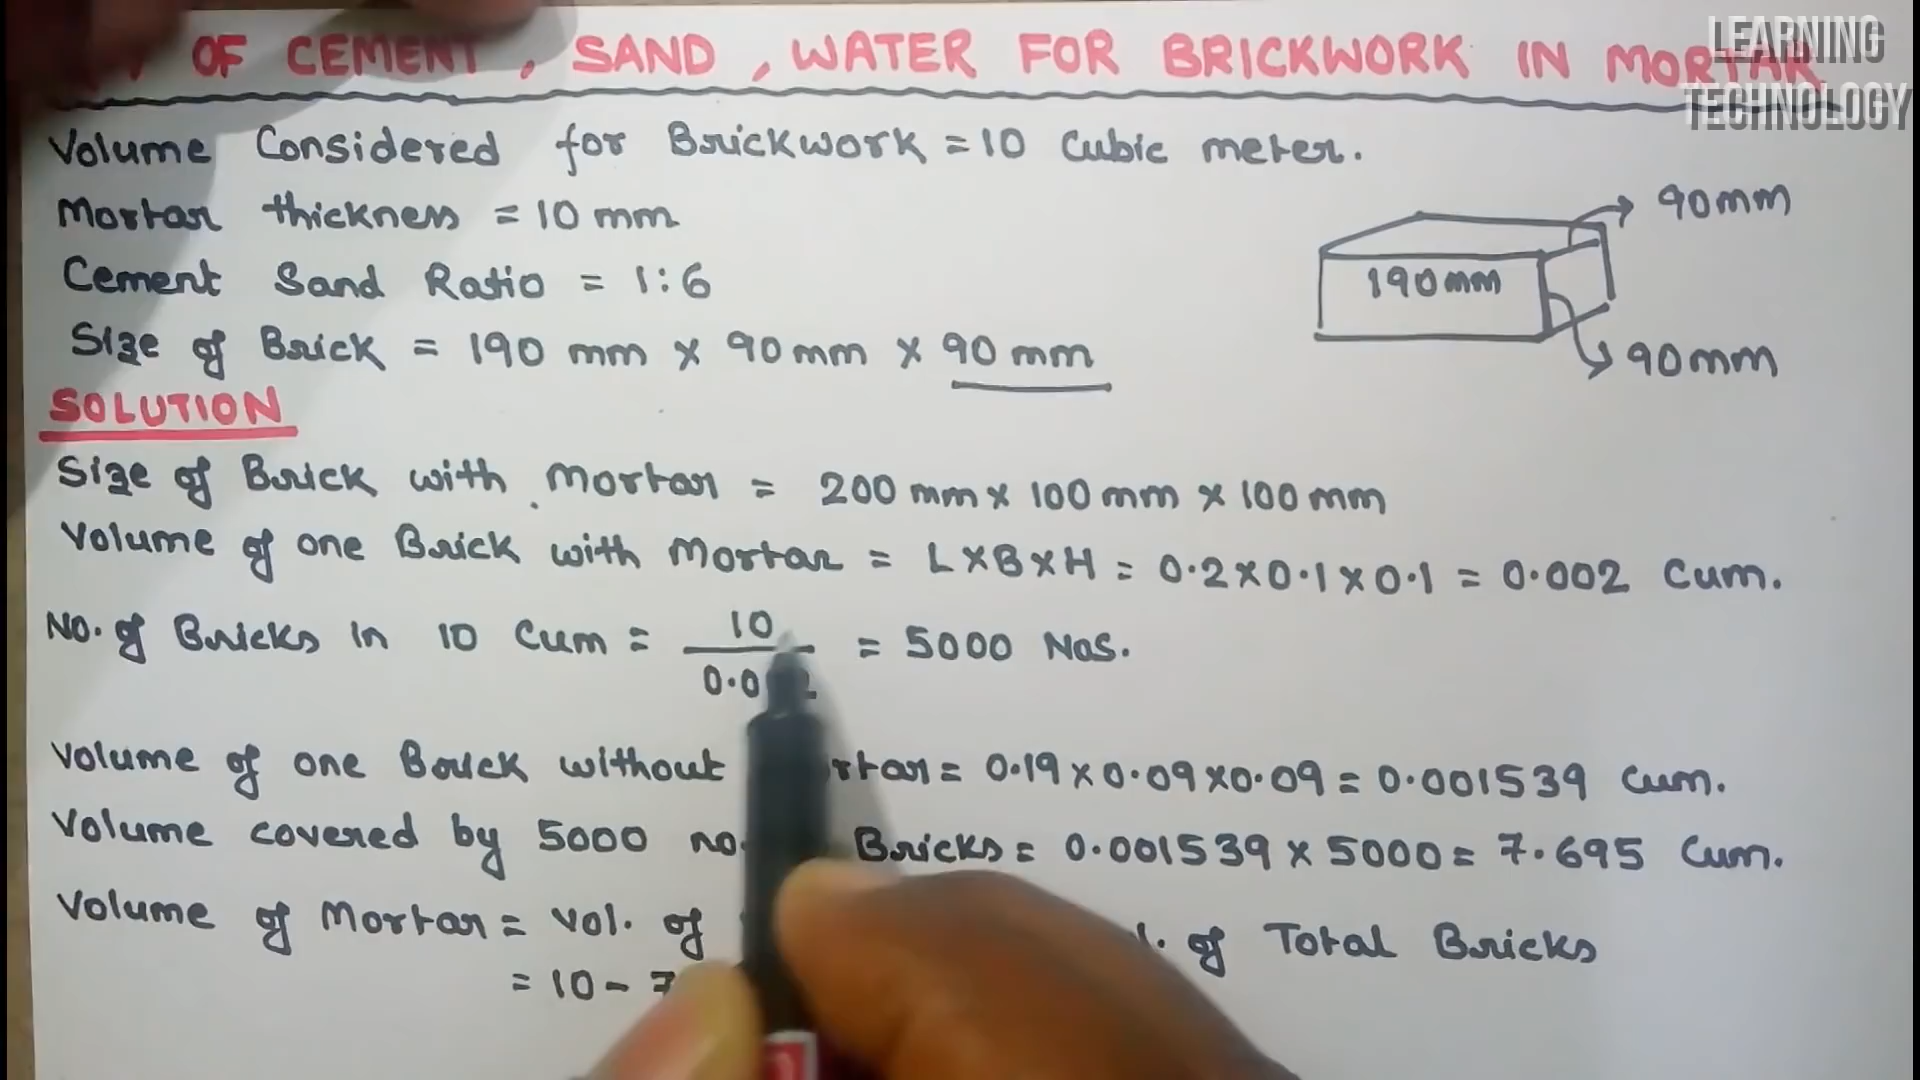 OF CEMENT, SAND, WATER FOR BRICKWORK IN MORTAR
LEARNING
TECHNOLOGY
Volume Considered for Brickwork = 10 Cubic meter.
Mortar thickness = 10 mm
Cement Sand Ratio = 1:6
Size of Brick = 190 mm x 90 mm x 90 mm
90mm
190mm
90mm
SOLUTION
Size of Brick with Mortar = 200 mm x 100 mm x 100 mm
Volume of one Brick with Mortar = L x B x H = 0.2 x 0.1 x 0.1 = 0.002 Cum.
No. of Bricks in 10 Cum = 10 / 0.0 2 = 5000 Nos.
Volume of one Brick without = 0.19 x 0.09 x 0.09 = 0.001539 Cum.
Volume covered by 5000 Bricks = 0.001539 x 5000 = 7.695 Cum.
Volume of Mortar = Vol. of of Total Bricks
= 10 - 7